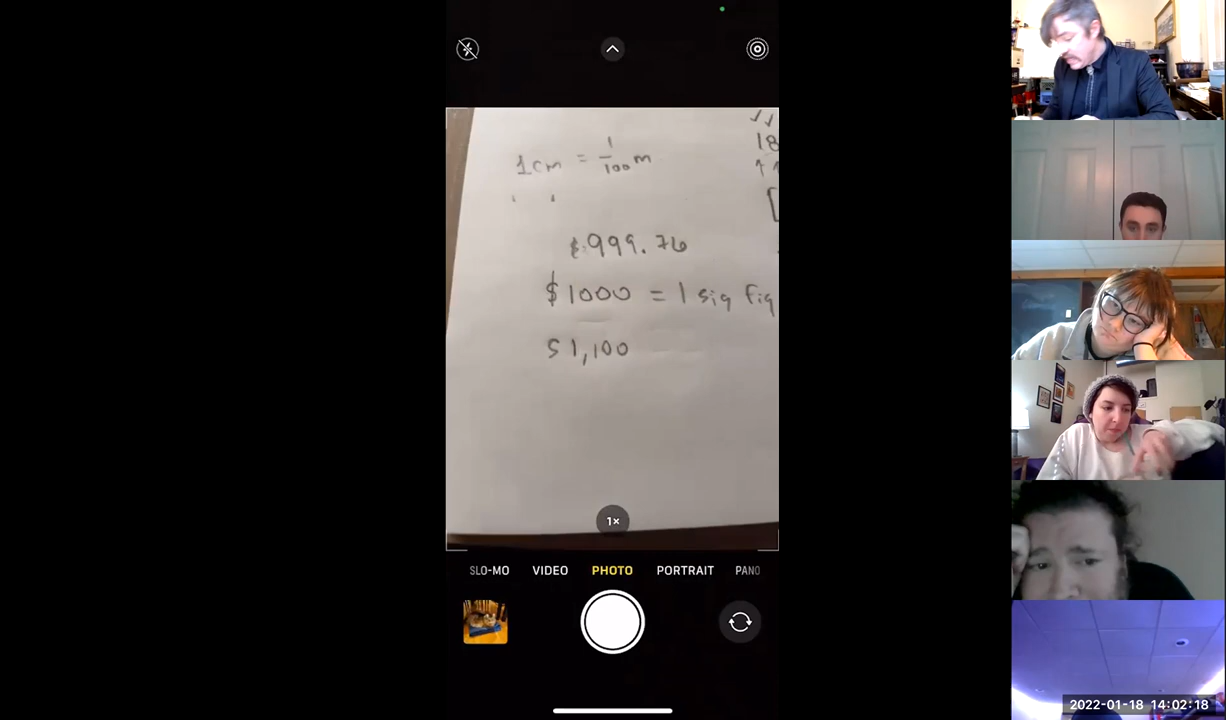 1cm = 1/100 m
18
$999.76
$1000 = 1 sig fig
$1,100
1×
SLO-MO VIDEO PHOTO PORTRAIT PANO
2022-01-18 14:02:18